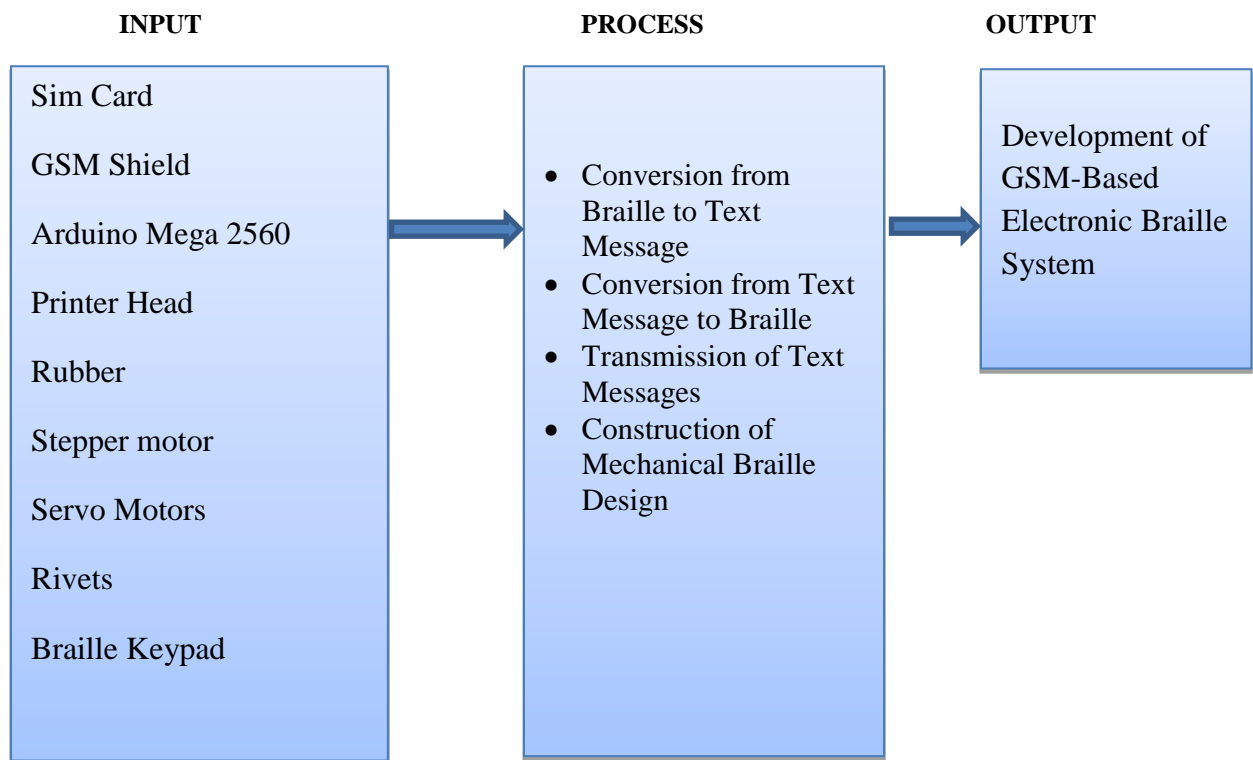 INPUT
PROCESS
OUTPUT
Sim Card
GSM Shield
Arduino Mega 2560
Printer Head
Rubber
Stepper motor
Servo Motors
Rivets
Braille Keypad
• Conversion from
Braille to Text
Message
• Conversion from Text
Message to Braille
• Transmission of Text
Messages
• Construction of
Mechanical Braille
Design
Development of
GSM-Based
Electronic Braille
System